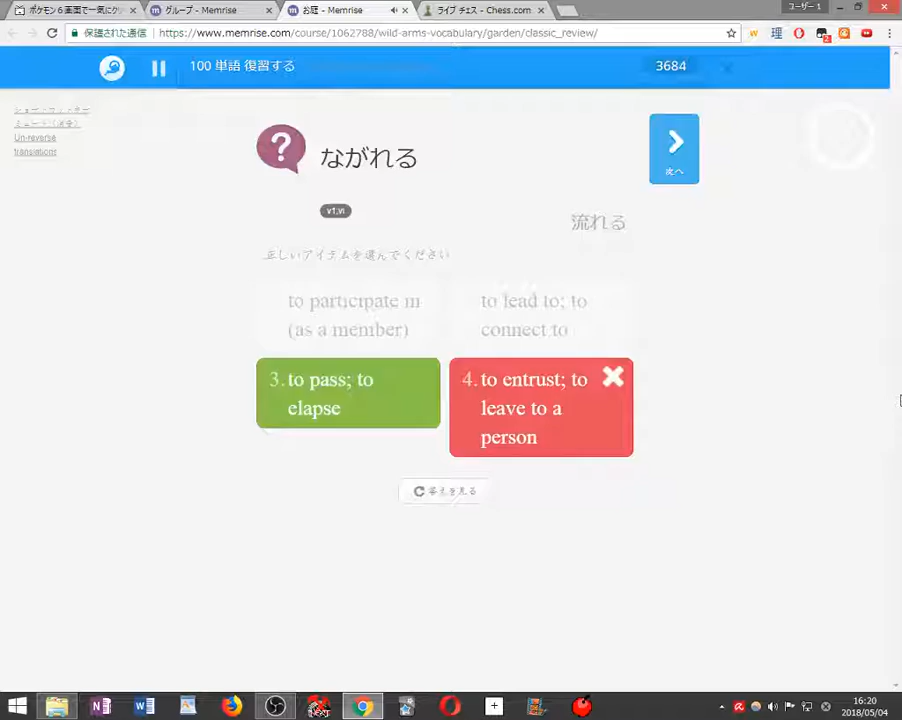 ポケモン6画面で一気にクリ
グループ - Memrise
お冠 - Memrise
ライブ チェス - Chess.com
ユーザー 1
保護された通信
https://www.memrise.com/course/1062788/wild-arms-vocabulary/garden/classic_review/
100 単語 復習する
3684
Un-reverse
translations
?
ながれる
次へ
v1,vi
流れる
正しいアイテムを選んでください
to participate in
(as a member)
to lead to; to
connect to
3. to pass; to
elapse
4. to entrust; to
leave to a
person
答えを見る
16:20
2018/05/04